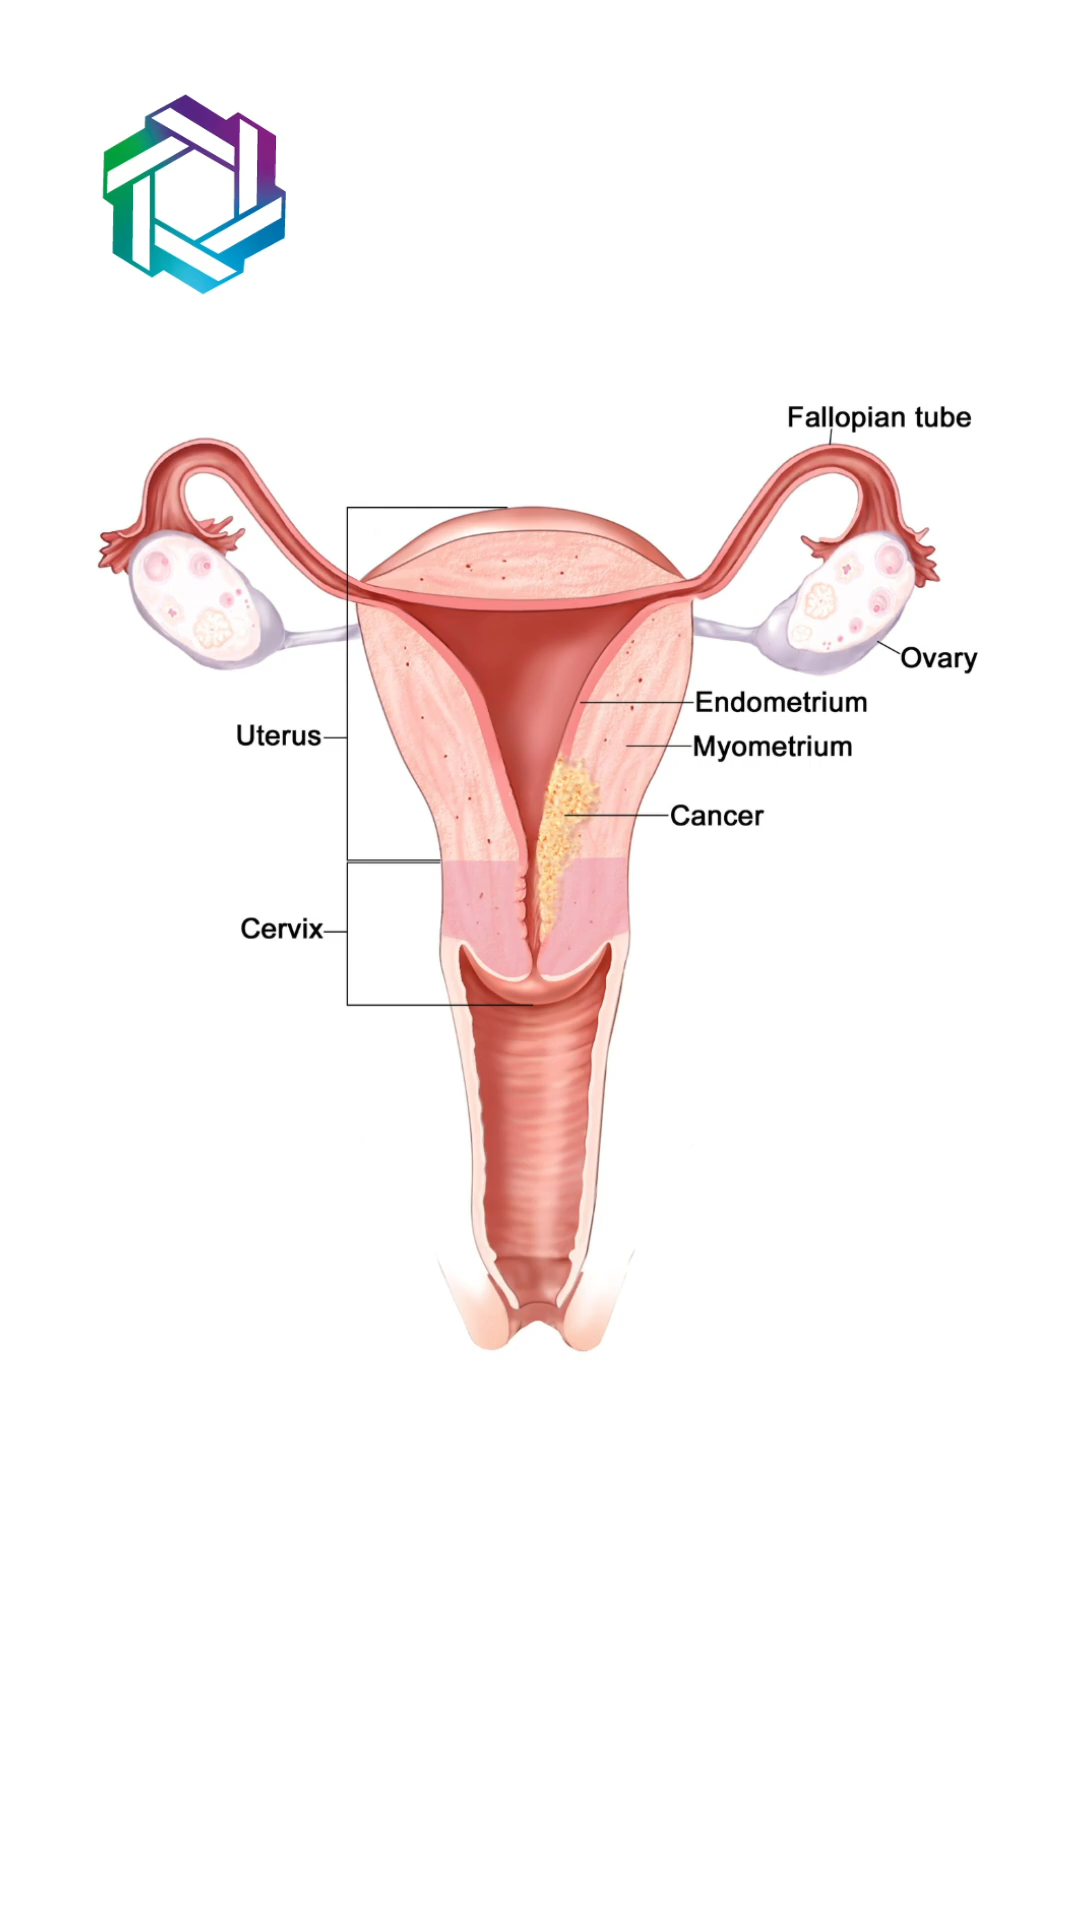 Fallopian tube
Ovary
Endometrium
Uterus
Myometrium
Cancer
Cervix